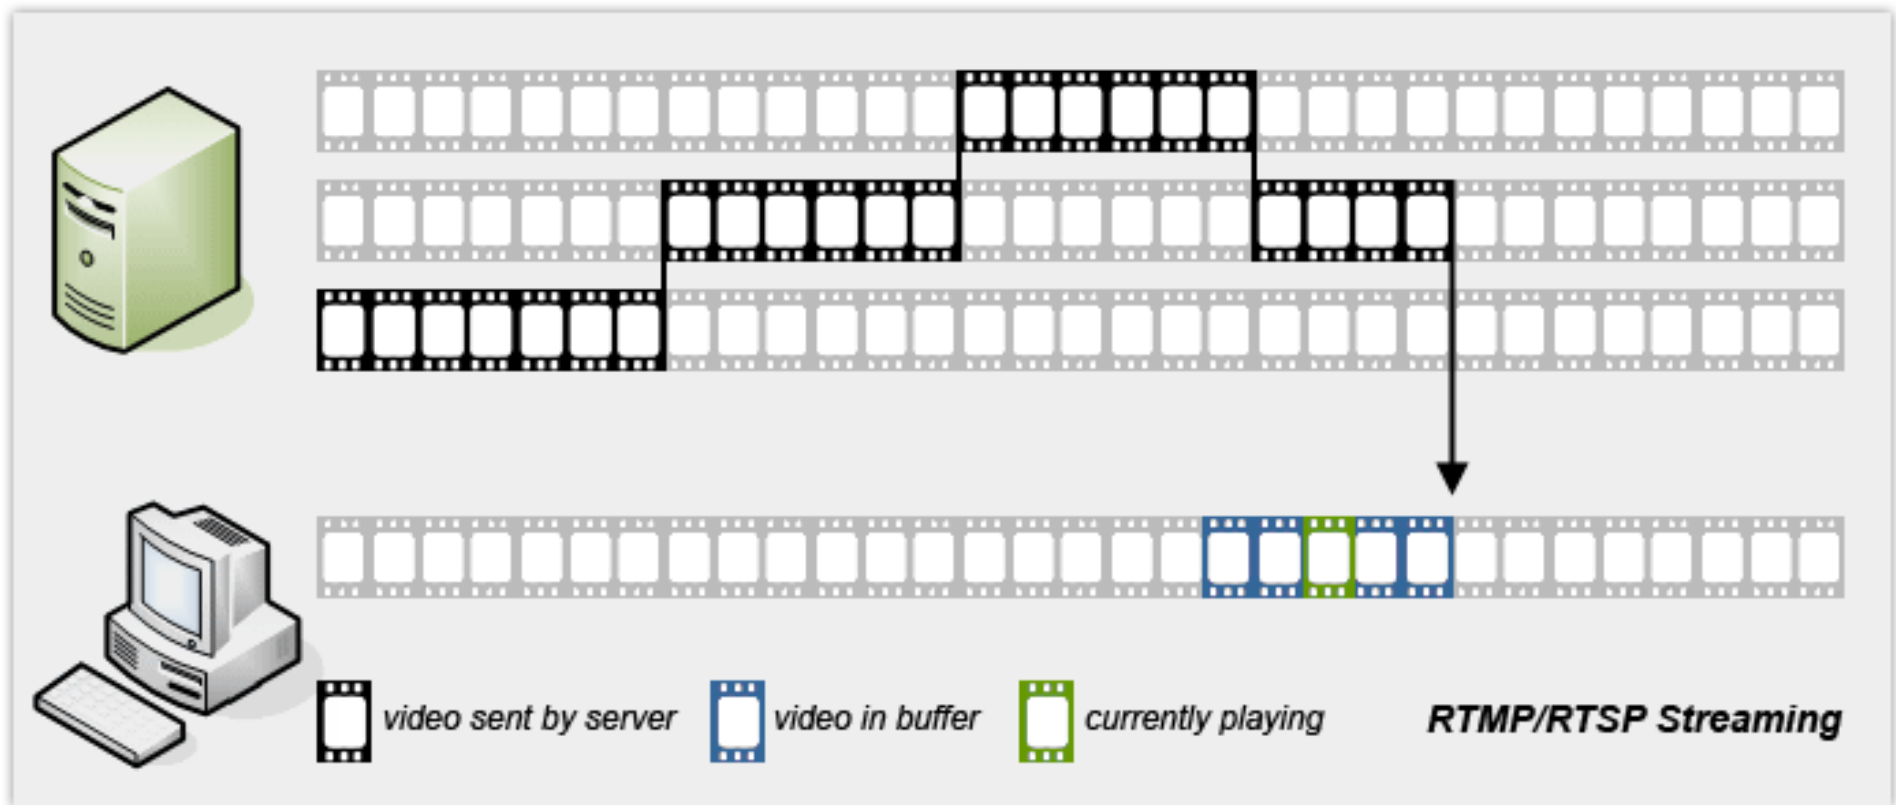 video sent by server
video in buffer
currently playing
RTMP/RTSP Streaming